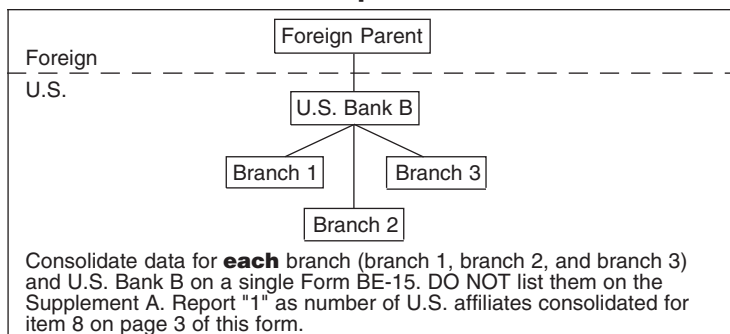 Foreign Parent
Foreign
U.S.
U.S. Bank B
Branch 1
Branch 3
Branch 2
Consolidate data for each branch (branch 1, branch 2, and branch 3)
and U.S. Bank B on a single Form BE-15. DO NOT list them on the
Supplement A. Report "1" as number of U.S. affiliates consolidated for
item 8 on page 3 of this form.